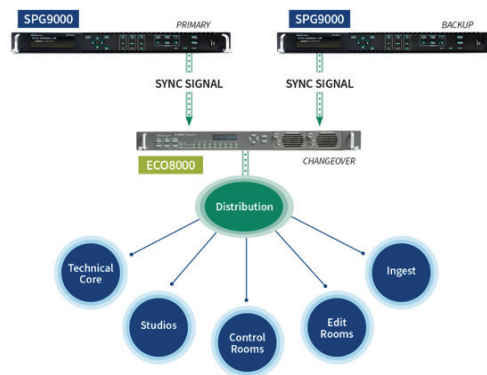 SPG9000
PRIMARY
SPG9000
BACKUP
SYNC SIGNAL
SYNC SIGNAL
ECO8000
CHANGEOVER
Distribution
Technical
Core
Studios
Control
Rooms
Edit
Rooms
Ingest